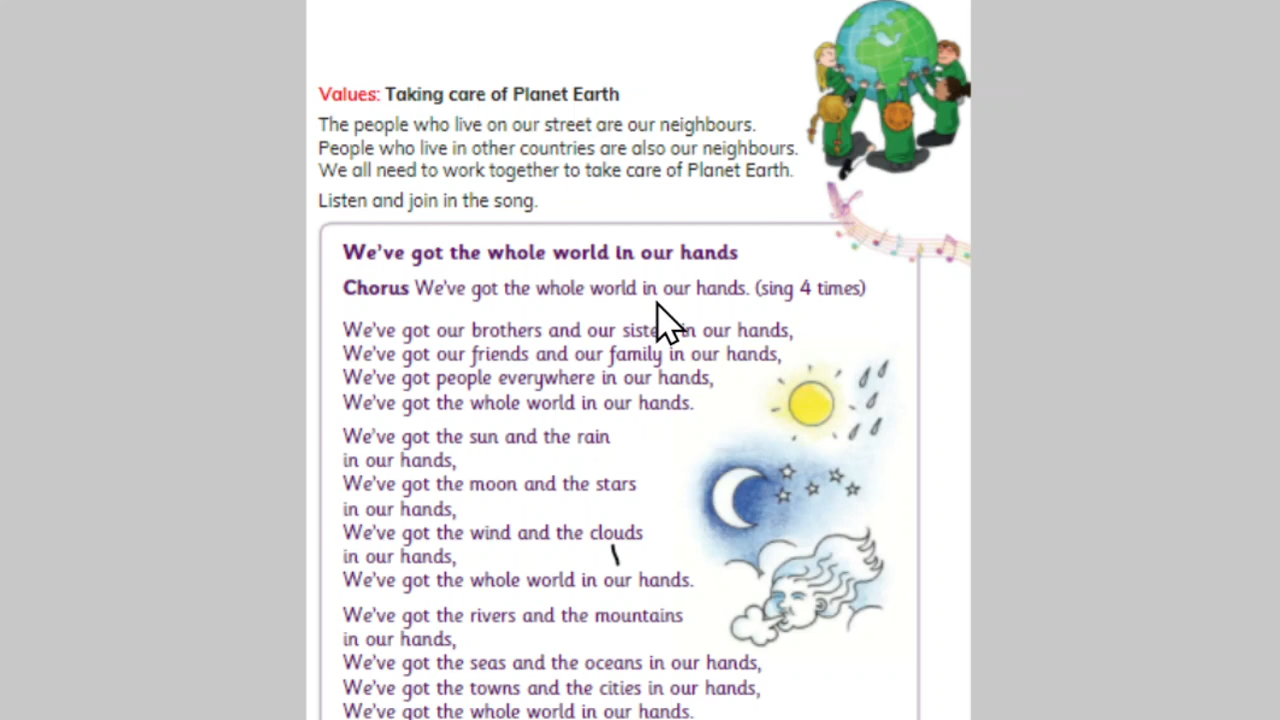 Values: Taking care of Planet Earth
The people who live on our street are our neighbours.
People who live in other countries are also our neighbours.
We all need to work together to take care of Planet Earth.
Listen and join in the song.
We've got the whole world in our hands
Chorus We've got the whole world in our hands. (sing 4 times)
We've got our brothers and our sisters in our hands,
We've got our friends and our family in our hands,
We've got people everywhere in our hands,
We've got the whole world in our hands.
We've got the sun and the rain
in our hands,
We've got the moon and the stars
in our hands,
We've got the wind and the clouds
in our hands,
We've got the whole world in our hands.
We've got the rivers and the mountains
in our hands,
We've got the seas and the oceans in our hands,
We've got the towns and the cities in our hands,
We've got the whole world in our hands.